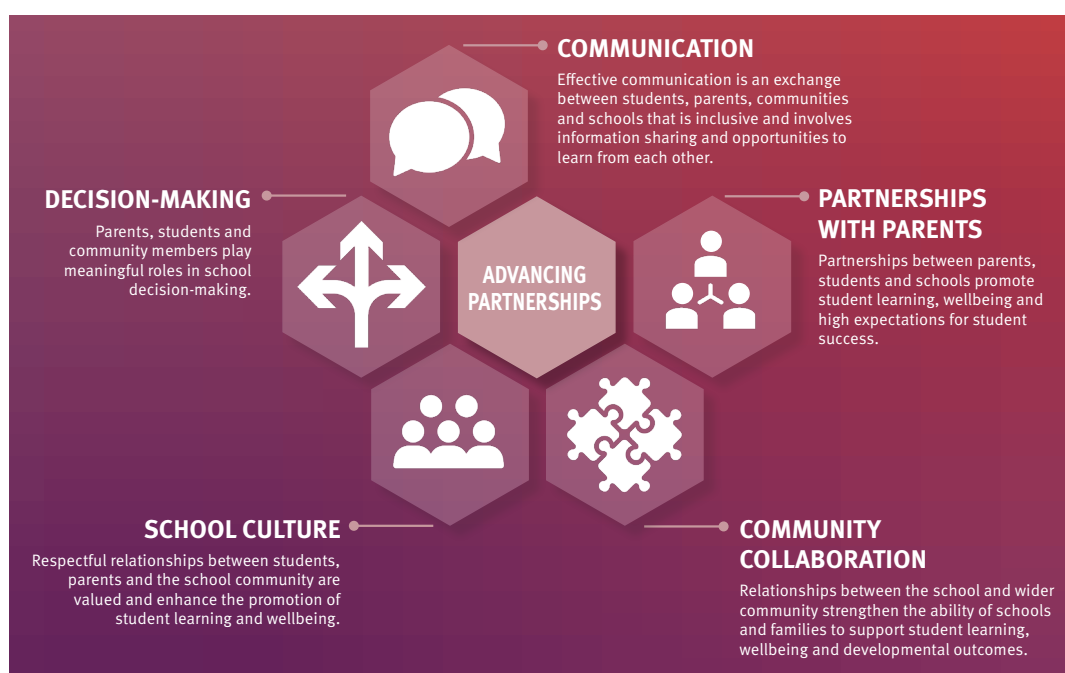 COMMUNICATION
Effective communication is an exchange
between students, parents, communities
and schools that is inclusive and involves
information sharing and opportunities to
learn from each other.
DECISION-MAKING
Parents, students and
community members play
meaningful roles in school
decision-making.
ADVANCING
PARTNERSHIPS
PARTNERSHIPS
WITH PARENTS
Partnerships between parents,
students and schools promote
student learning, wellbeing and
high expectations for student
success.
SCHOOL CULTURE
Respectful relationships between students,
parents and the school community are
valued and enhance the promotion of
student learning and wellbeing.
COMMUNITY
COLLABORATION
Relationships between the school and wider
community strengthen the ability of schools
and families to support student learning,
wellbeing and developmental outcomes.